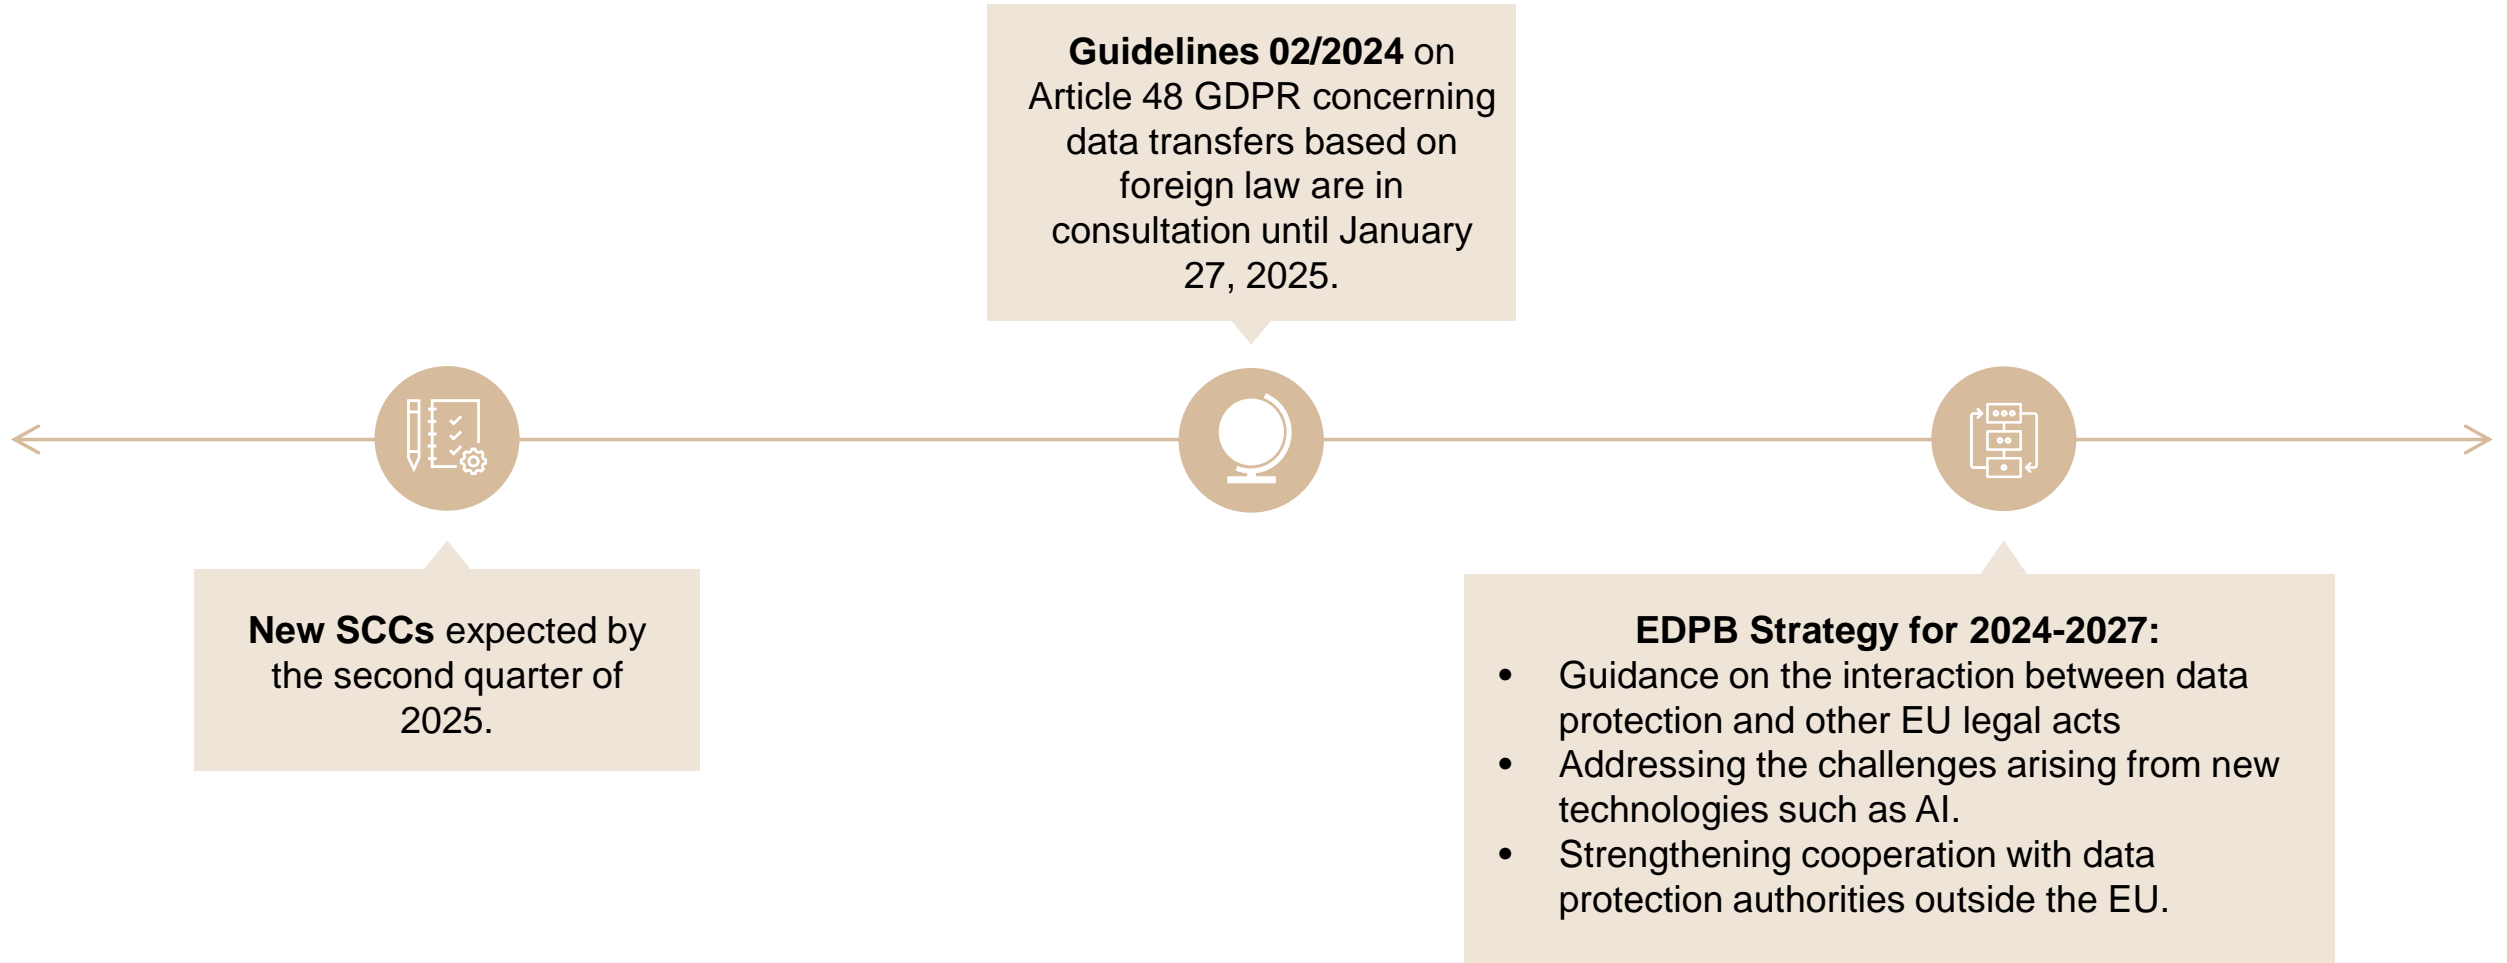 Guidelines 02/2024 on
Article 48 GDPR concerning
data transfers based on
foreign law are in
consultation until January
27, 2025.
New SCCs expected by
the second quarter of
2025.
EDPB Strategy for 2024-2027:
• Guidance on the interaction between data
protection and other EU legal acts
• Addressing the challenges arising from new
technologies such as AI.
• Strengthening cooperation with data
protection authorities outside the EU.